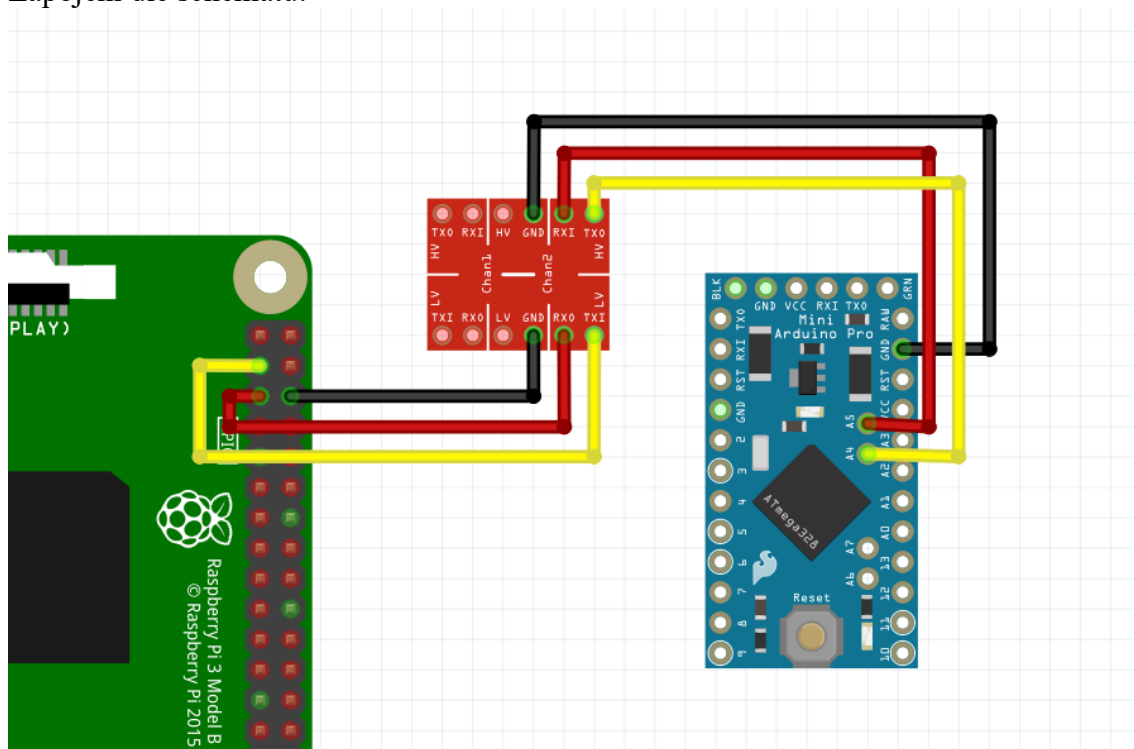 Zapojení dle schématu:
TXO RXI HV GND RXI TXO
HV
HV
Chan1
Chan2
LV
LV
TXI RXO LV GND RXO TXI
PLAY)
Raspberry Pi 3 Model B
© Raspberry Pi 2015
BLK
GND VCC RXI TXO
GRN
Mini
Arduino Pro
TXO
RXI
RST
GND
2
3
4
5
6
7
8
9
RAW
GND
RST
VCC
A3
A2
A1
A0
13
12
11
10
A5
A4
A7
A6
ATmega328
Reset